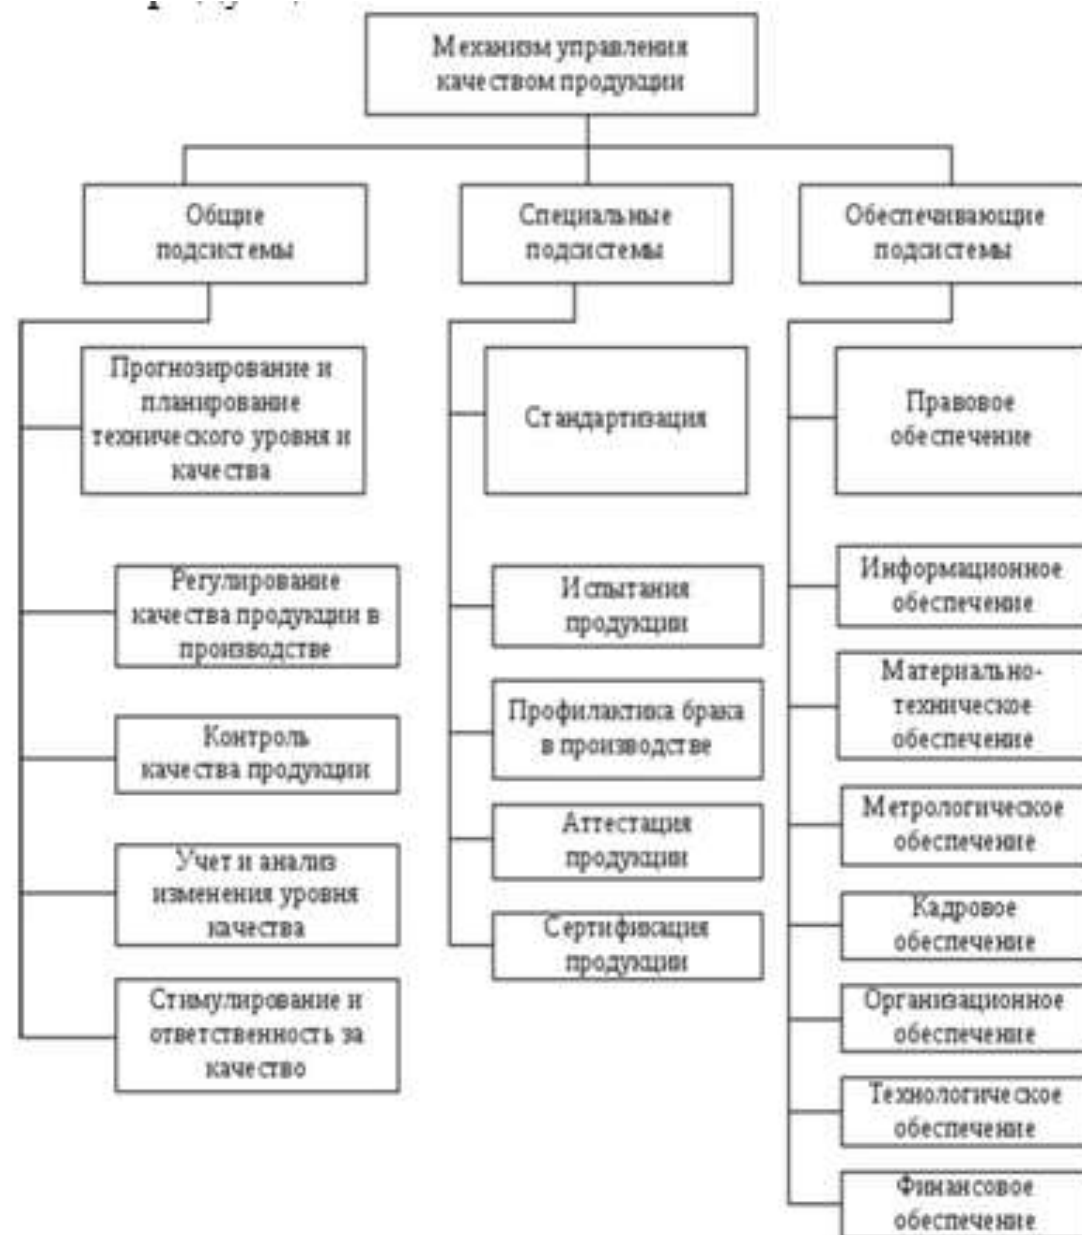 Механизм управления
качеством продукции
Общие
подсистемы
Специальные
подсистемы
Обеспечивающие
подсистемы
Прогнозирование и
планирование
технического уровня и
качества
Регулирование
качества продукции в
производстве
Контроль
качества продукции
Учет и анализ
изменения уровня
качества
Стимулирование и
ответственность за
качество
Стандартизация
Испытания
продукции
Профилактика брака
в производстве
Аттестация
продукции
Сертификация
продукции
Правовое
обеспечение
Информационное
обеспечение
Материально-
техническое
обеспечение
Метрологическое
обеспечение
Кадровое
обеспечение
Организационное
обеспечение
Технологическое
обеспечение
Финансовое
обеспечение